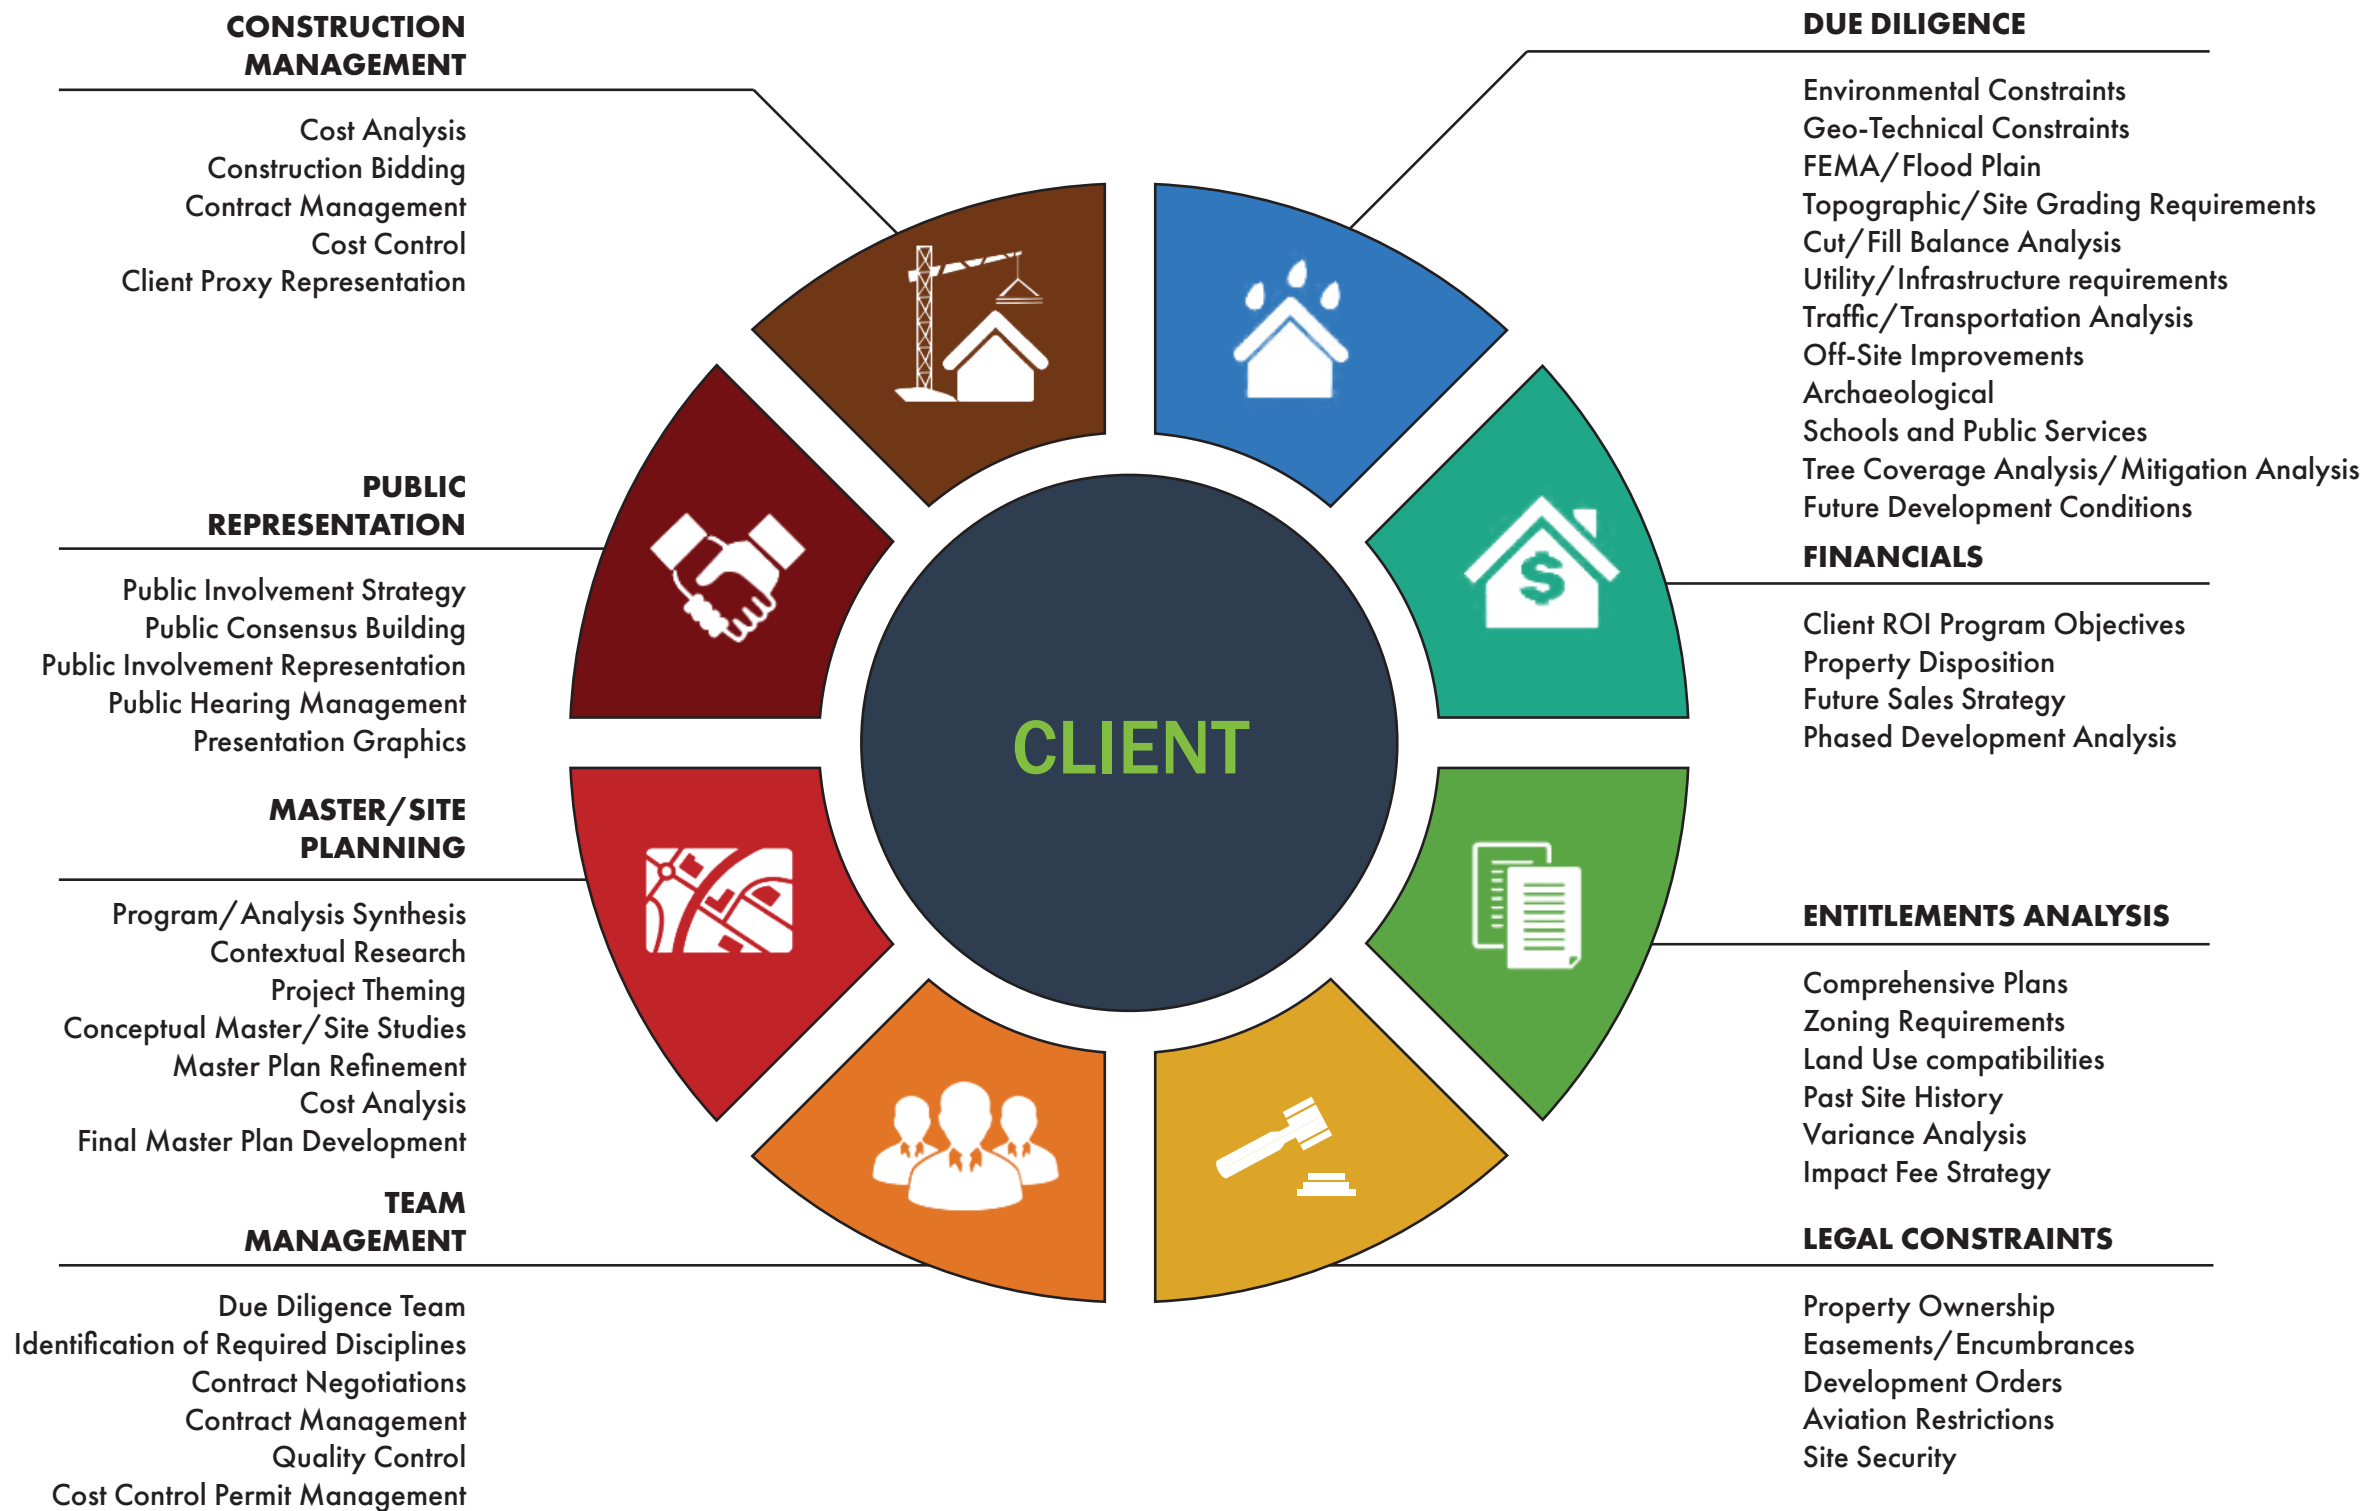 CONSTRUCTION
MANAGEMENT
Cost Analysis
Construction Bidding
Contract Management
Cost Control
Client Proxy Representation
PUBLIC
REPRESENTATION
Public Involvement Strategy
Public Consensus Building
Public Involvement Representation
Public Hearing Management
Presentation Graphics
MASTER/SITE
PLANNING
Program/Analysis Synthesis
Contextual Research
Project Theming
Conceptual Master/Site Studies
Master Plan Refinement
Cost Analysis
Final Master Plan Development
TEAM
MANAGEMENT
Due Diligence Team
Identification of Required Disciplines
Contract Negotiations
Contract Management
Quality Control
Cost Control Permit Management
CLIENT
$
DUE DILIGENCE
Environmental Constraints
Geo-Technical Constraints
FEMA/Flood Plain
Topographic/Site Grading Requirements
Cut/Fill Balance Analysis
Utility/Infrastructure requirements
Traffic/Transportation Analysis
Off-Site Improvements
Archaeological
Schools and Public Services
Tree Coverage Analysis/Mitigation Analysis
Future Development Conditions
FINANCIALS
Client ROI Program Objectives
Property Disposition
Future Sales Strategy
Phased Development Analysis
ENTITLEMENTS ANALYSIS
Comprehensive Plans
Zoning Requirements
Land Use compatibilities
Past Site History
Variance Analysis
Impact Fee Strategy
LEGAL CONSTRAINTS
Property Ownership
Easements/Encumbrances
Development Orders
Aviation Restrictions
Site Security